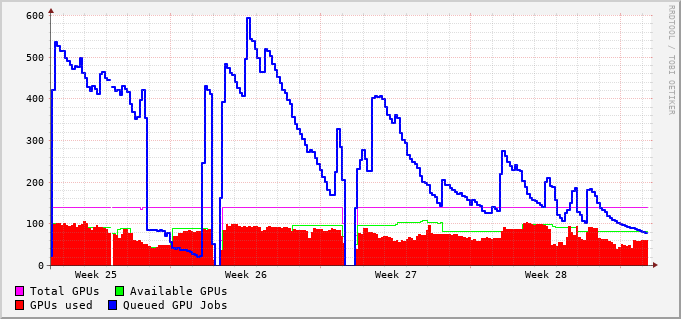 600
500
400
300
200
100
0
Week 25 Week 26 Week 27 Week 28
Total GPUs Available GPUs
GPUs used Queued GPU Jobs
RRDTOOL / TOBI OETIKER